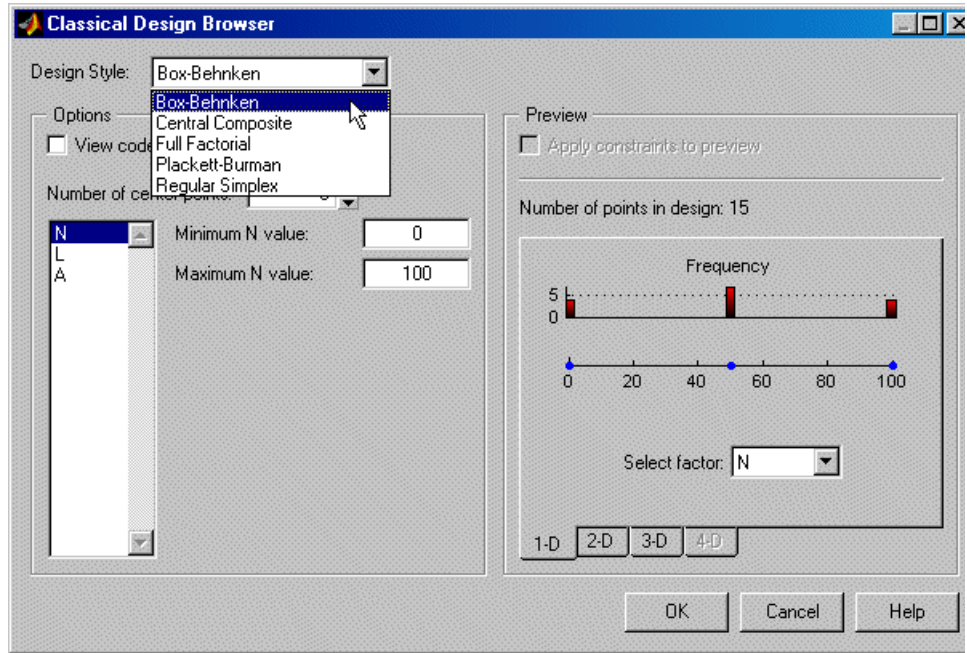 Classical Design Browser
Design Style: Box-Behnken
Box-Behnken
Central Composite
Full Factorial
Plackett-Burman
Regular Simplex
Options
View code
Number of center points:
N
L
A
Minimum N value: 0
Maximum N value: 100
Preview
Apply constraints to preview
Number of points in design: 15
Frequency
5
0
0 20 40 60 80 100
Select factor: N
1-D 2-D 3-D 4-D
OK Cancel Help